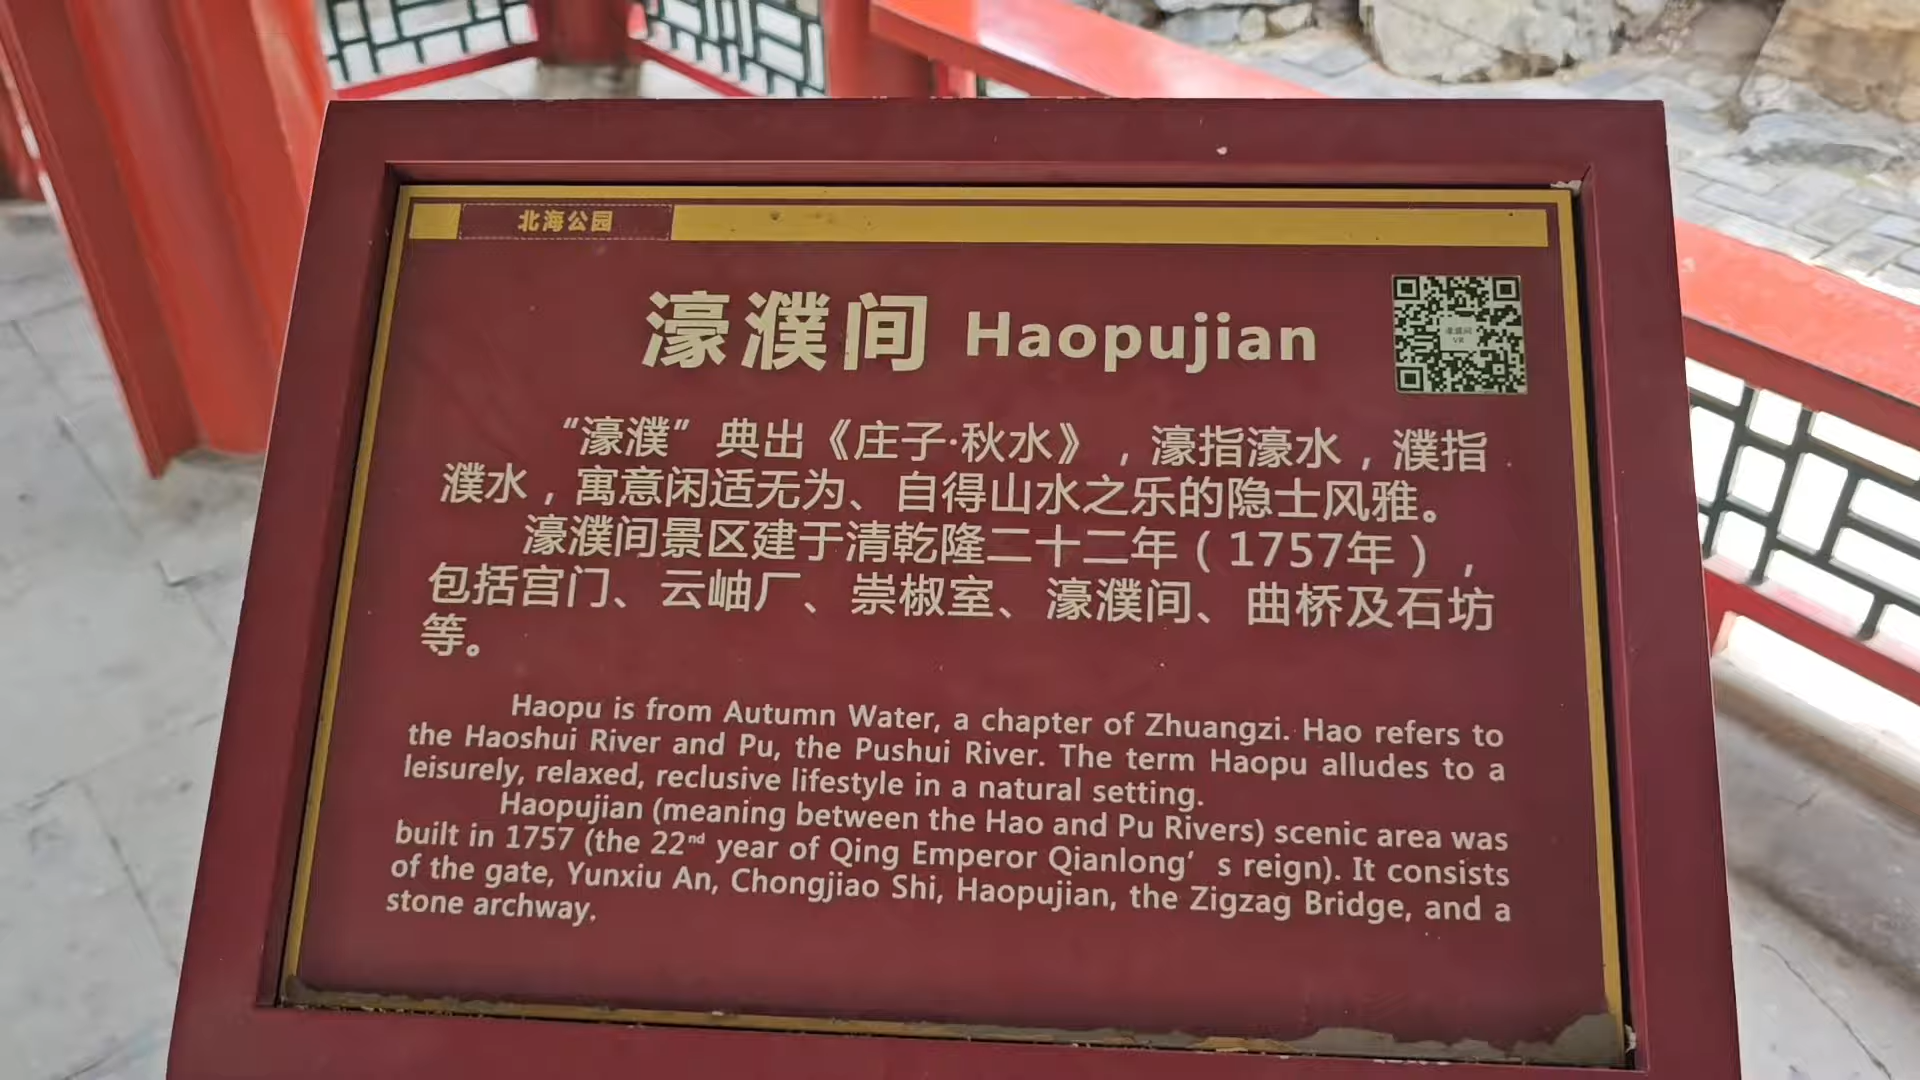 北海公园
濠濮间 Haopujian
濠濮间
VR
“濠濮”典出《庄子·秋水》，濠指濠水，濮指
濮水，寓意闲适无为、自得山水之乐的隐士风雅。
濠濮间景区建于清乾隆二十二年（1757年），
包括宫门、云岫厂、崇椒室、濠濮间、曲桥及石坊
等。
Haopu is from Autumn Water, a chapter of Zhuangzi. Hao refers to
the Haoshui River and Pu, the Pushui River. The term Haopu alludes to a
leisurely, relaxed, reclusive lifestyle in a natural setting.
Haopujian (meaning between the Hao and Pu Rivers) scenic area was
built in 1757 (the 22nd year of Qing Emperor Qianlong’s reign). It consists
of the gate, Yunxiu An, Chongjiao Shi, Haopujian, the Zigzag Bridge, and a
stone archway.